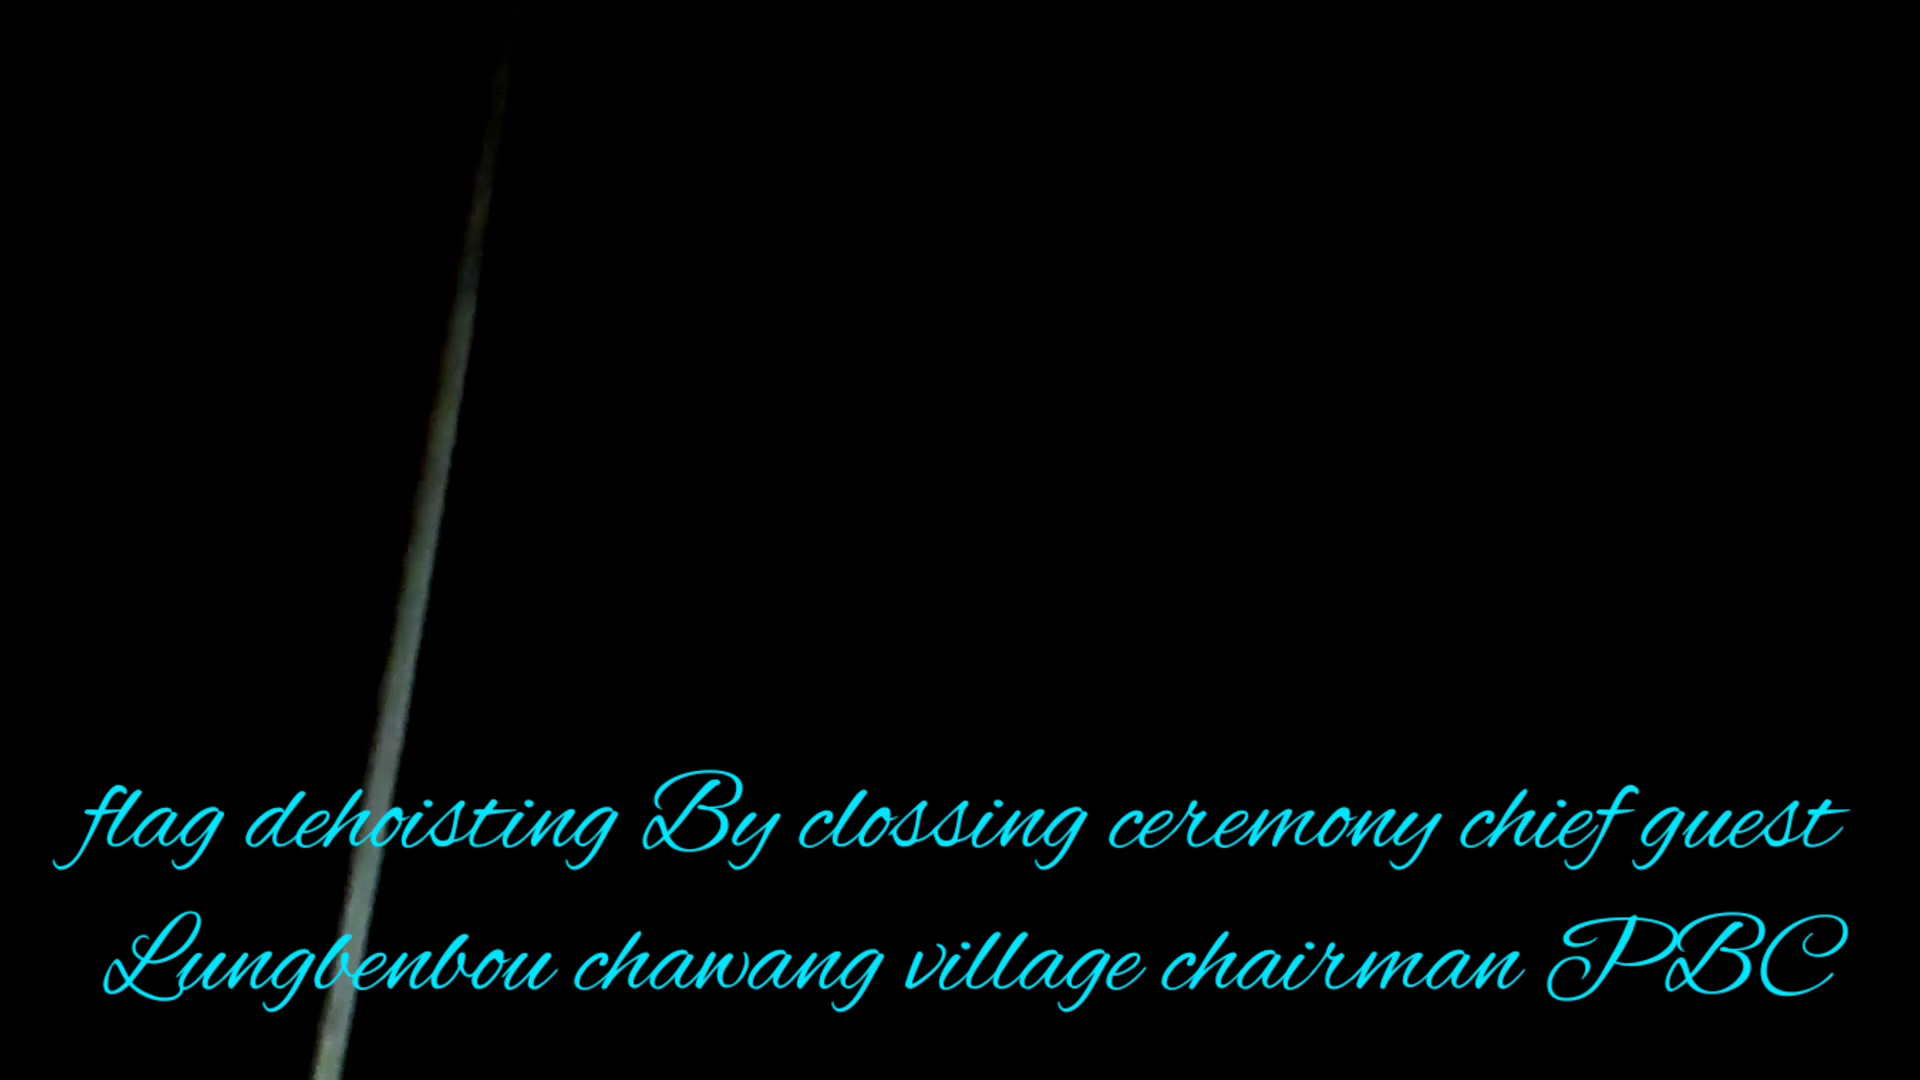 flag dehoisting By clossing ceremony chief guest
Lungbenbou chawang village chairman PBC